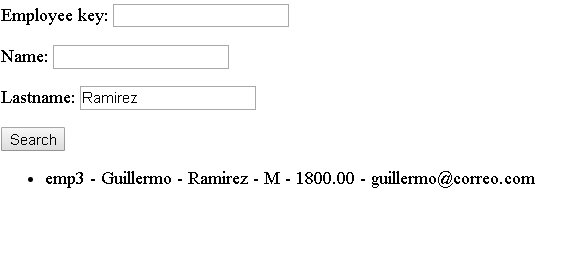 Employee key:
Name:
Lastname: Ramirez
Search
• emp3 - Guillermo - Ramirez - M - 1800.00 - guillermo@correo.com